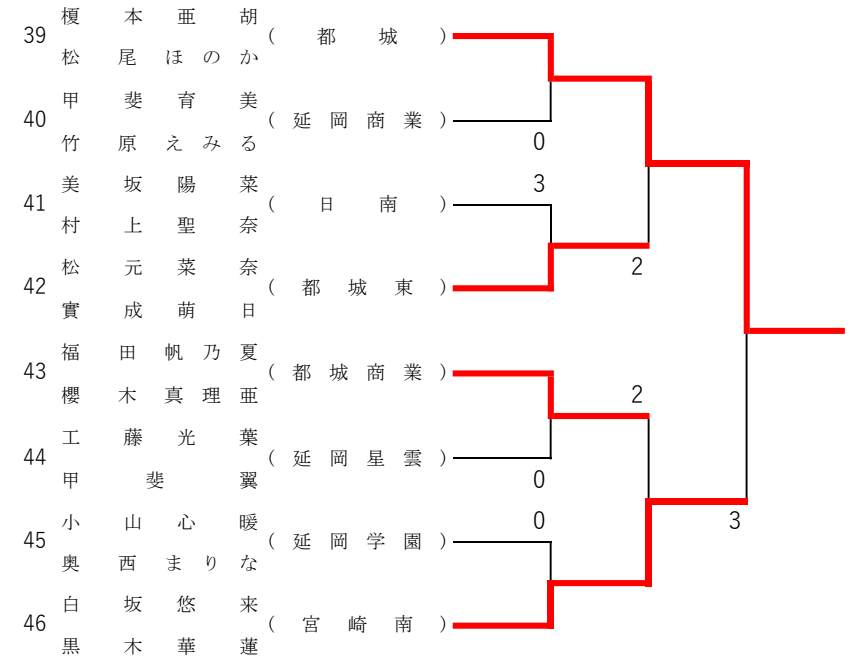 榎本亜胡
39 (都城)
松尾ほのか
甲斐育美
40 (延岡商業)
竹原えみる
0
美坂陽菜
3
41 (日南)
村上聖奈
松元菜奈
42 (都城東)
2
實成萌日
福田帆乃夏
43 (都城商業)
櫻木真理亜
2
工藤光葉
44 (延岡星雲)
甲斐翼
0
小山心暖
0
3
45 (延岡学園)
奥西まりな
白坂悠来
46 (宮崎南)
黒木華蓮